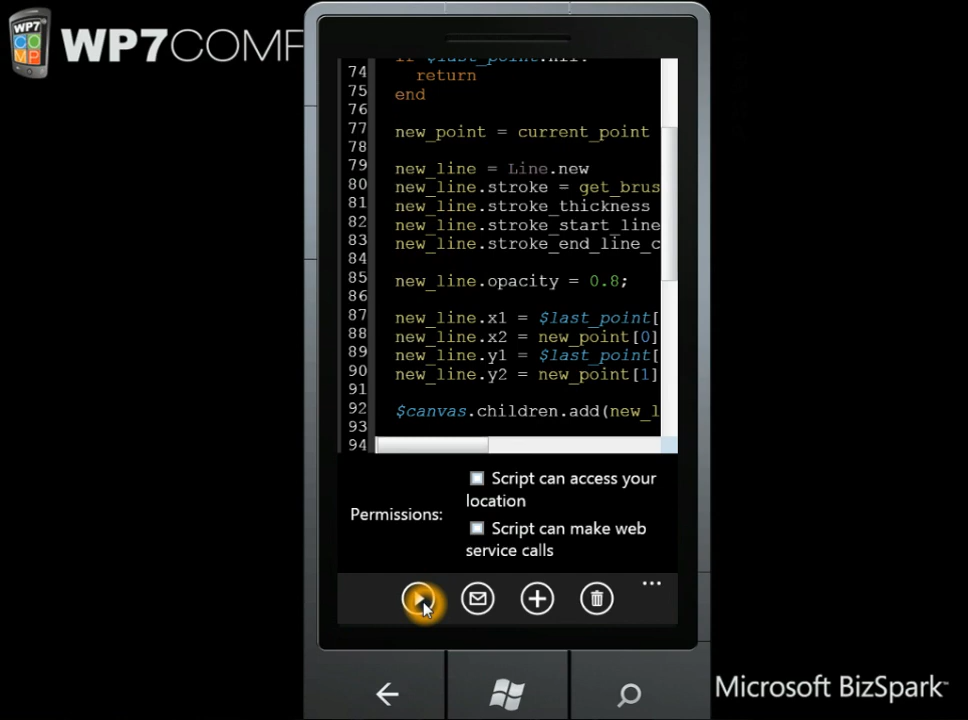 WP7
COMP
WP7COMP
74
75
76
77
78
79
80
81
82
83
84
85
86
87
88
89
90
91
92
93
94
return
end
new_point = current_point
new_line = Line.new
new_line.stroke = get_brus
new_line.stroke_thickness
new_line.stroke_start_line
new_line.stroke_end_line_c
new_line.opacity = 0.8;
new_line.x1 = $last_point[
new_line.x2 = new_point[0]
new_line.y1 = $last_point[
new_line.y2 = new_point[1]
$canvas.children.add(new_l
Permissions:
Script can access your
location
Script can make web
service calls
...
Microsoft BizSpark™